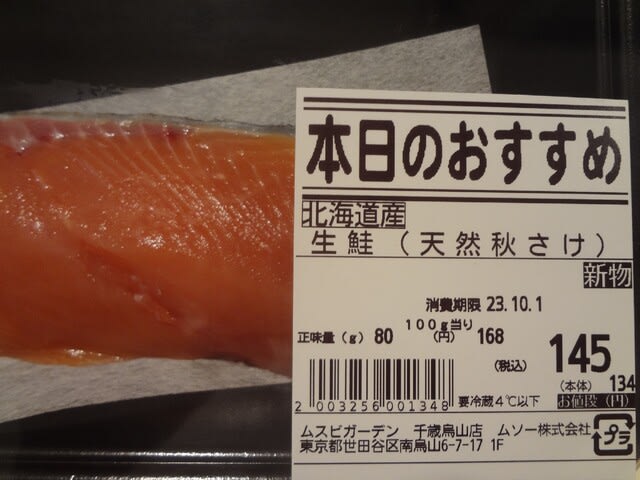 本日のおすすめ
北海道産
生鮭（天然秋さけ）
新物
消費期限 23.10.1
正味量（g） 80 100g当り（円） 168
（税込） 145
（本体） 134
2 003256 001348 要冷蔵4℃以下 お値段（円）
ムスビガーデン 千歳烏山店 ムソー株式会社
東京都世田谷区南烏山6-7-17 1F
プラ